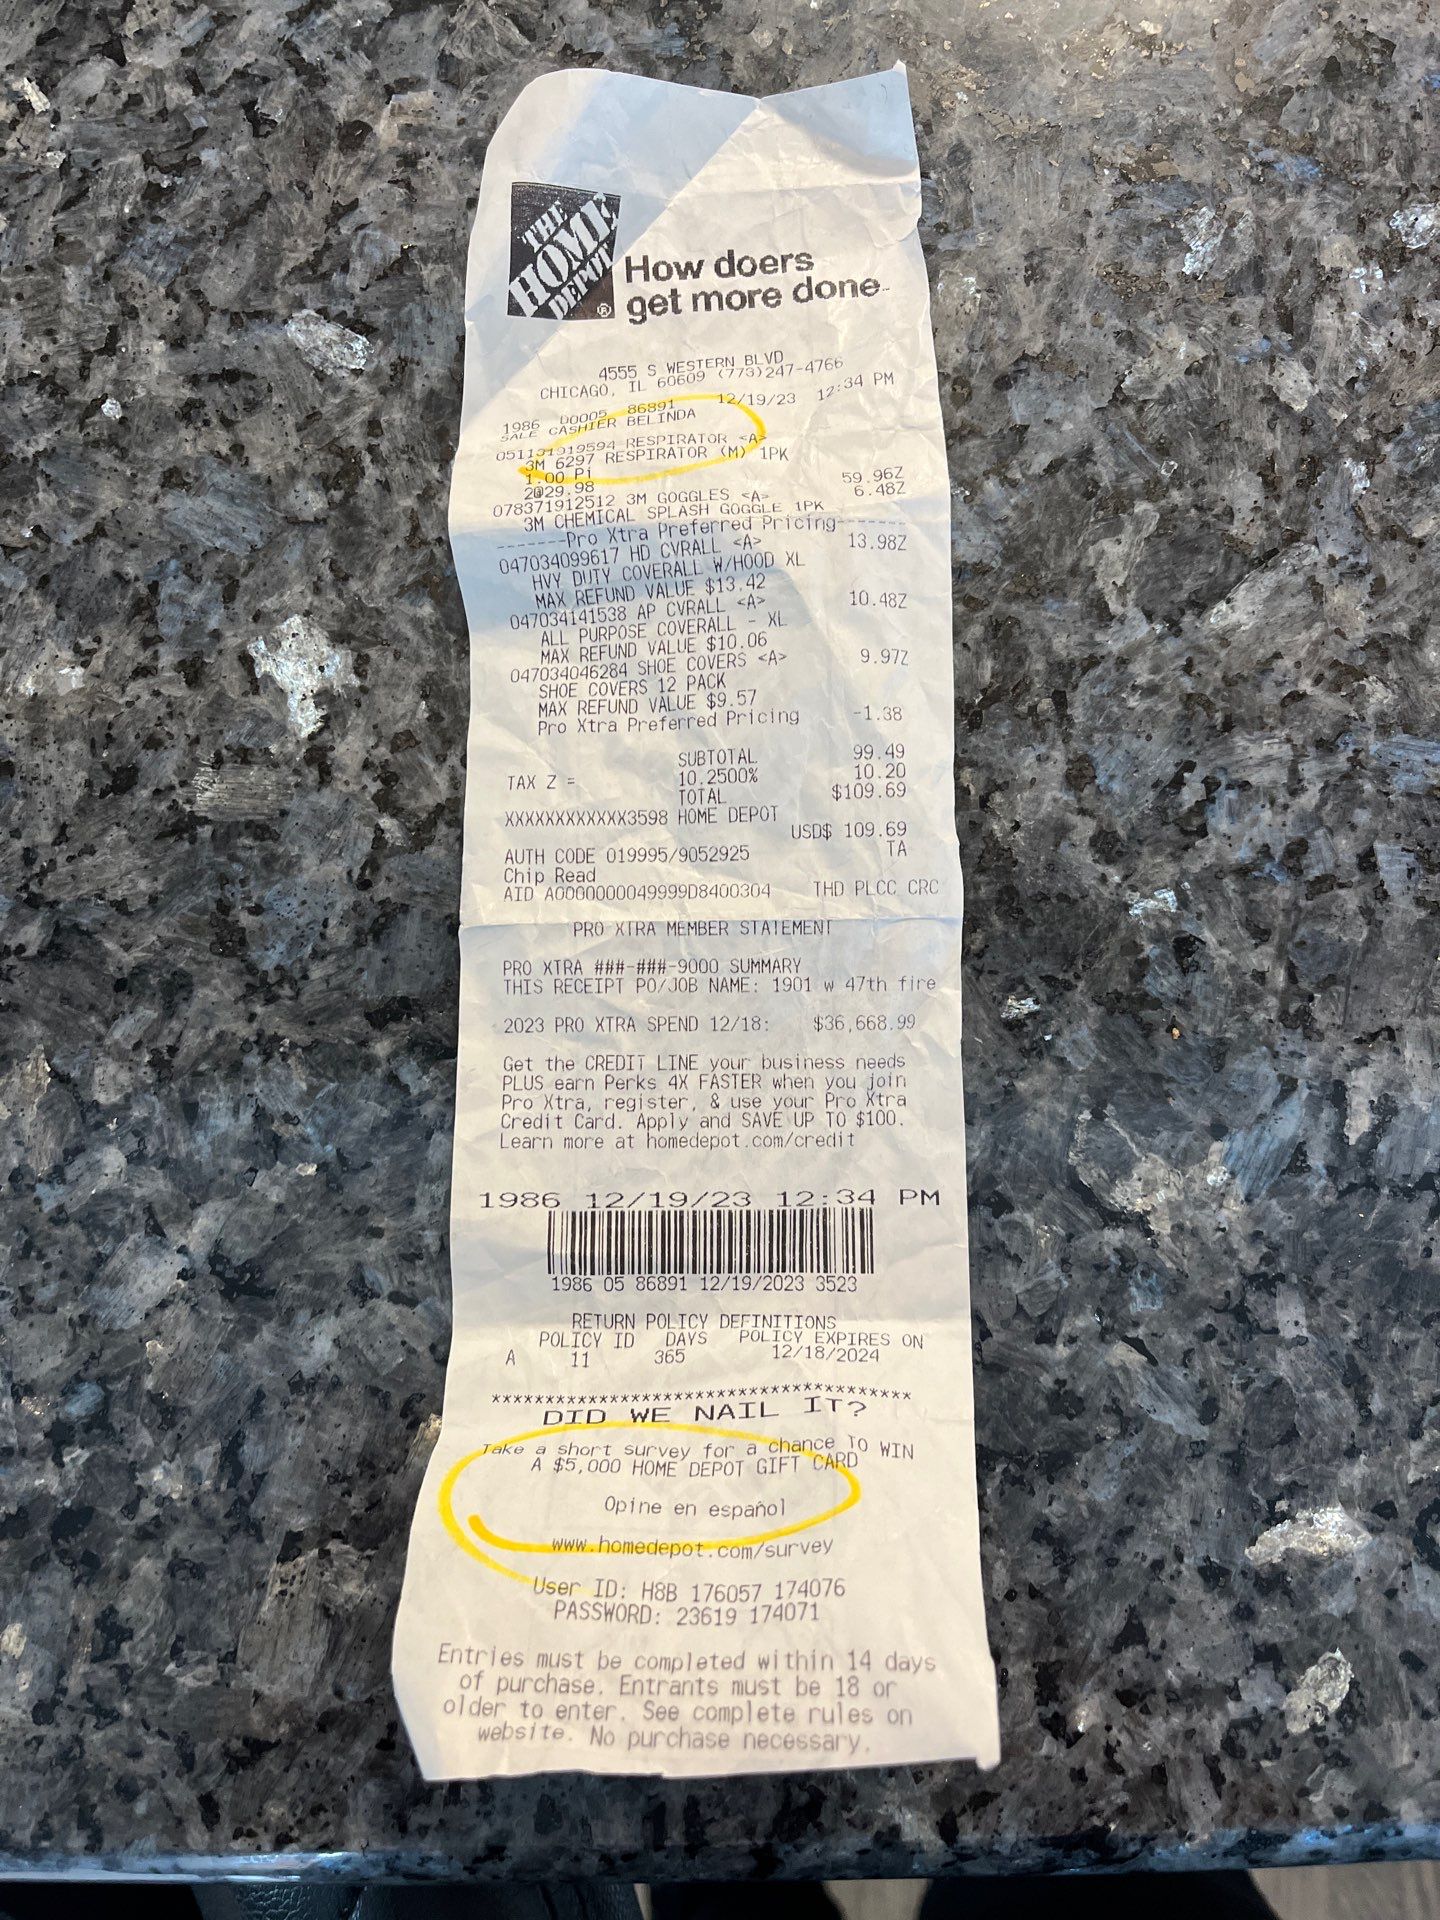 THE
HOME
DEPOT
®
How doers
get more done™
4555 S WESTERN BLVD
CHICAGO, IL 60609 (773)247-4766
1986 00005 86891 12/19/23 12:34 PM
SALE CASHIER BELINDA
051131919594 RESPIRATOR <A>
3M 6297 RESPIRATOR (M) 1PK
1.00 Pi
2@29.98 59.96Z
078371912512 3M GOGGLES <A> 6.48Z
3M CHEMICAL SPLASH GOGGLE 1PK
-------Pro Xtra Preferred Pricing-------
047034099617 HD CVRALL <A> 13.98Z
HVY DUTY COVERALL W/HOOD XL
MAX REFUND VALUE $13.42
047034141538 AP CVRALL <A> 10.48Z
ALL PURPOSE COVERALL - XL
MAX REFUND VALUE $10.06
047034046284 SHOE COVERS <A> 9.97Z
SHOE COVERS 12 PACK
MAX REFUND VALUE $9.57
Pro Xtra Preferred Pricing -1.38
SUBTOTAL 99.49
TAX Z = 10.2500% 10.20
TOTAL $109.69
XXXXXXXXXXXX3598 HOME DEPOT
USD$ 109.69
AUTH CODE 019995/9052925 TA
Chip Read
AID A0000000049999D8400304 THD PLCC CRC
PRO XTRA MEMBER STATEMENT
PRO XTRA ###-###-9000 SUMMARY
THIS RECEIPT PO/JOB NAME: 1901 w 47th fire
2023 PRO XTRA SPEND 12/18: $36,668.99
Get the CREDIT LINE your business needs
PLUS earn Perks 4X FASTER when you join
Pro Xtra, register, & use your Pro Xtra
Credit Card. Apply and SAVE UP TO $100.
Learn more at homedepot.com/credit
1986 12/19/23 12:34 PM
1986 05 86891 12/19/2023 3523
RETURN POLICY DEFINITIONS
POLICY ID DAYS POLICY EXPIRES ON
A 11 365 12/18/2024
***************************************
DID WE NAIL IT?
Take a short survey for a chance TO WIN
A $5,000 HOME DEPOT GIFT CARD
Opine en español
www.homedepot.com/survey
User ID: H8B 176057 174076
PASSWORD: 23619 174071
Entries must be completed within 14 days
of purchase. Entrants must be 18 or
older to enter. See complete rules on
website. No purchase necessary.